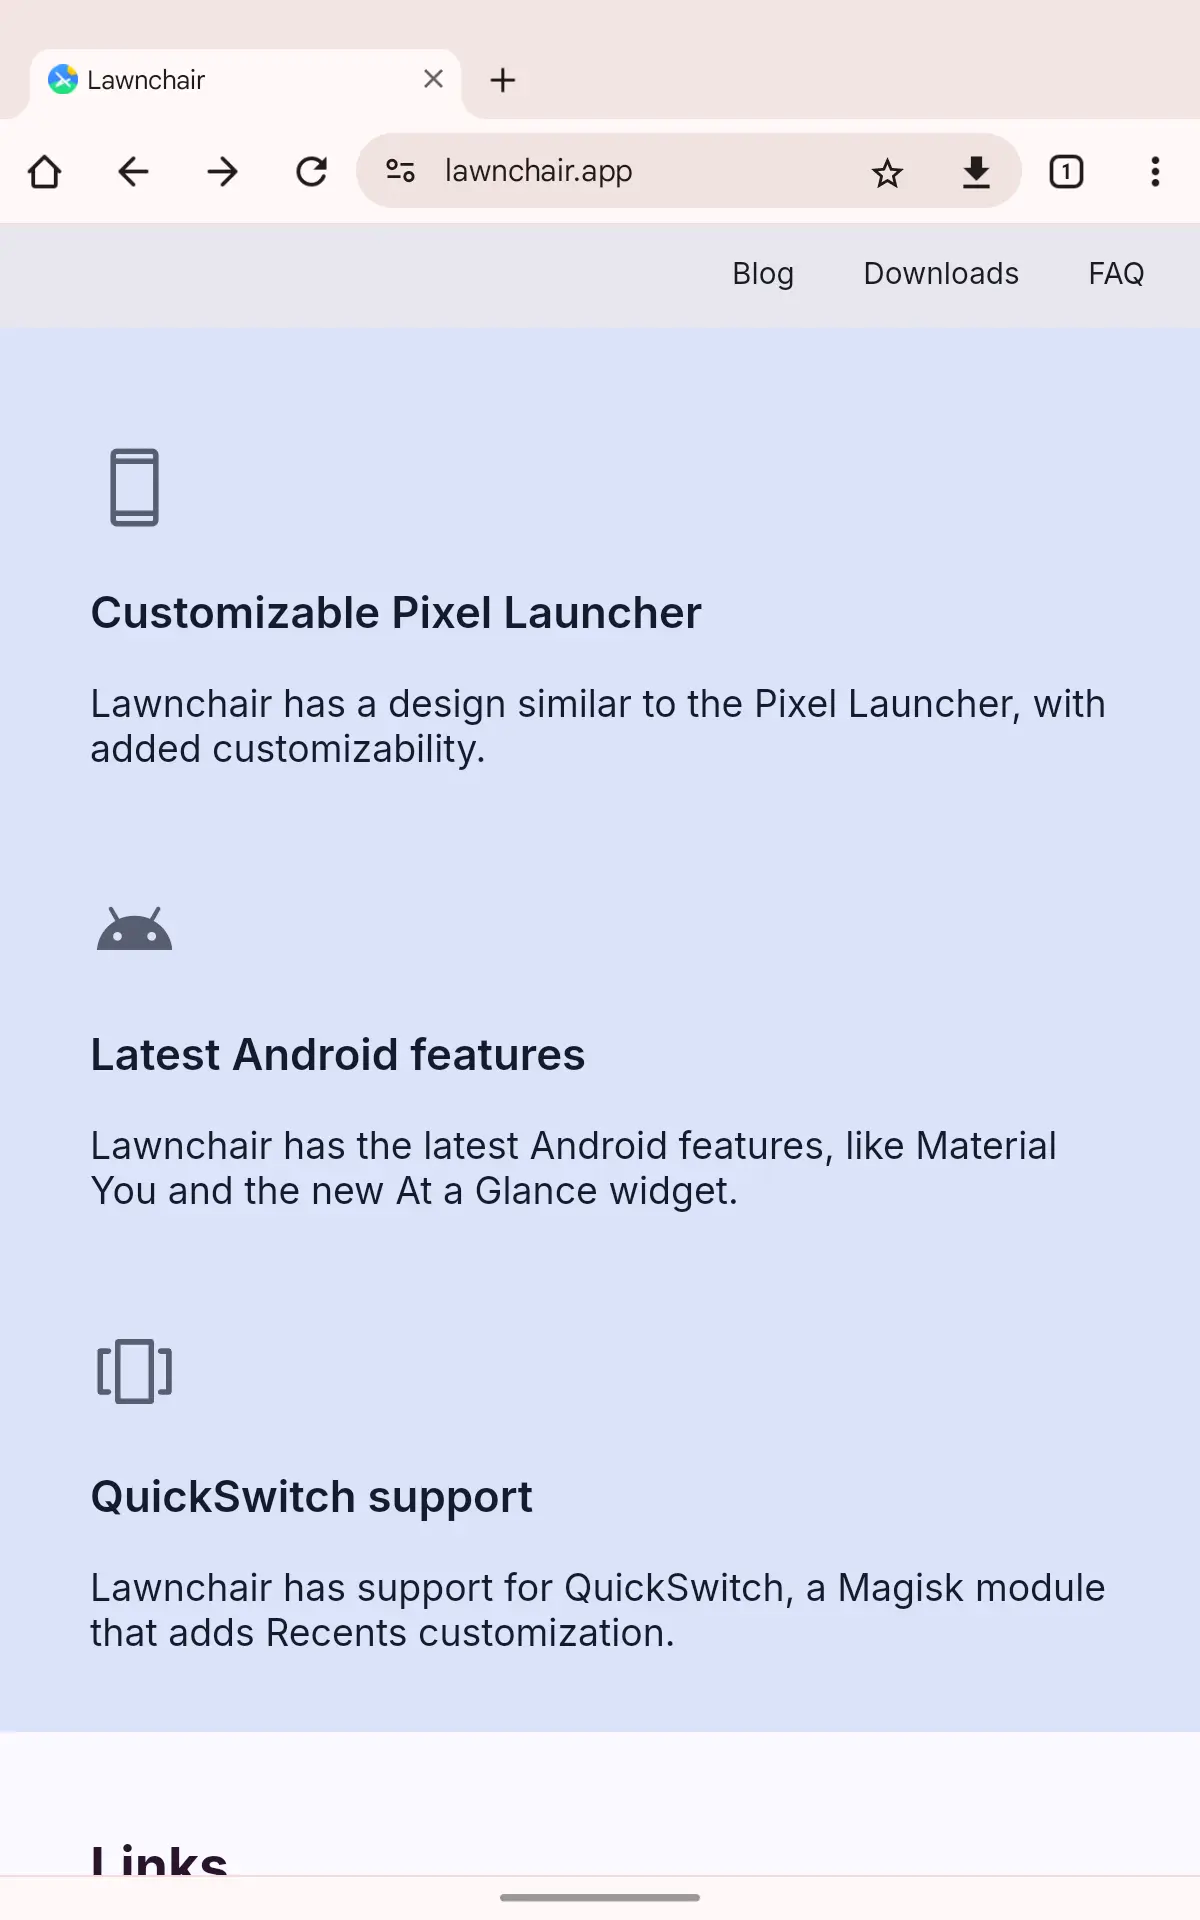 Lawnchair
lawnchair.app
1
Blog Downloads FAQ
Customizable Pixel Launcher
Lawnchair has a design similar to the Pixel Launcher, with
added customizability.
Latest Android features
Lawnchair has the latest Android features, like Material
You and the new At a Glance widget.
QuickSwitch support
Lawnchair has support for QuickSwitch, a Magisk module
that adds Recents customization.
Links